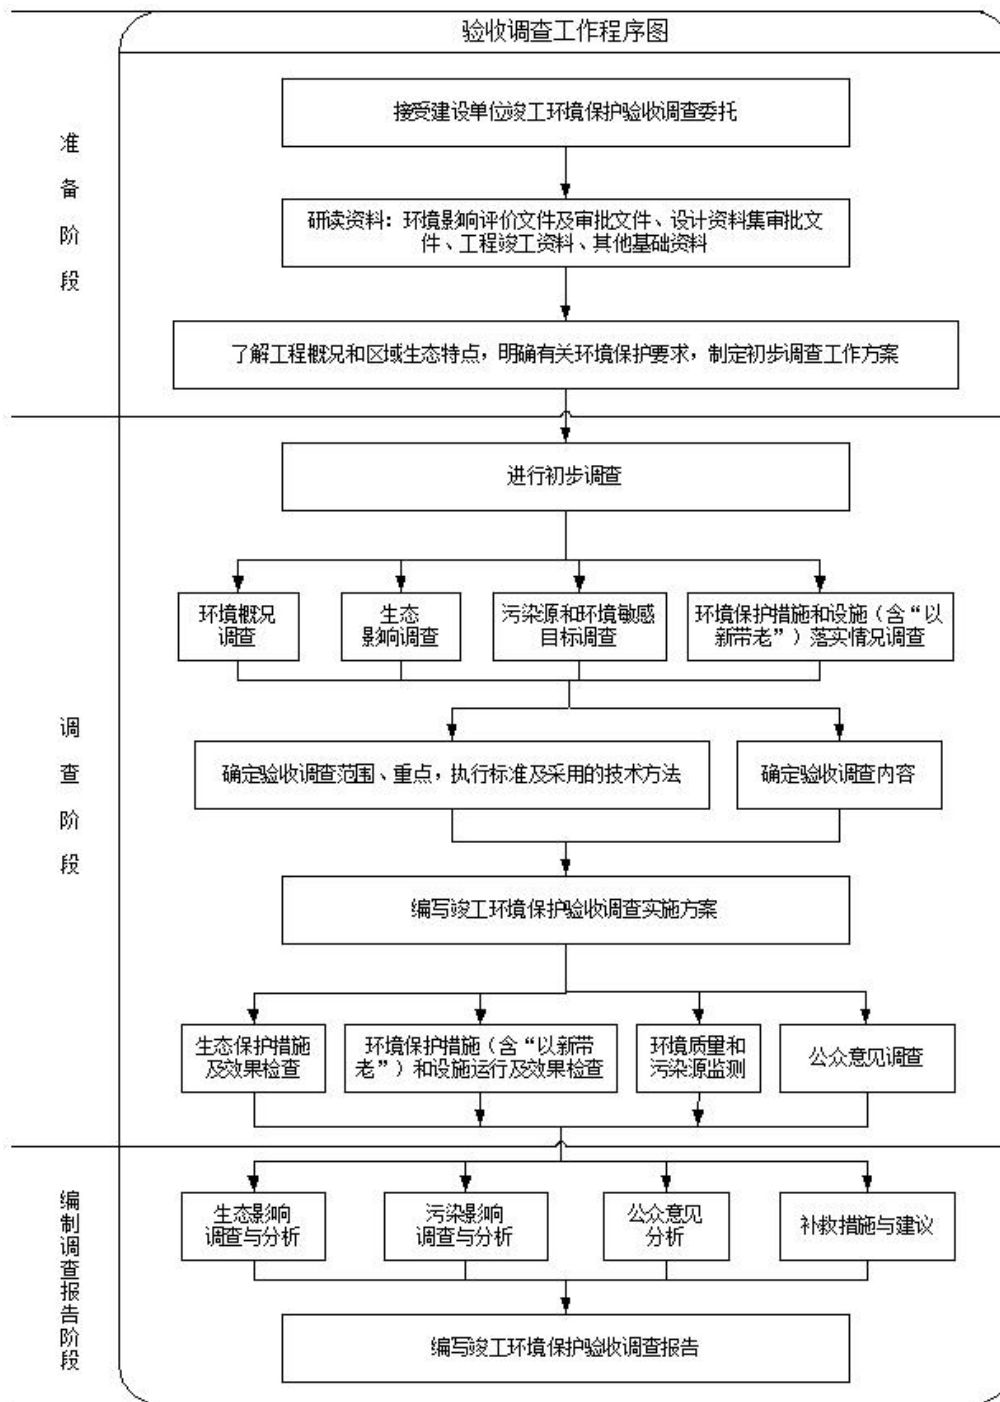 验收调查工作程序图
准备阶段
接受建设单位竣工环境保护验收调查委托
研读资料：环境影响评价文件及审批文件、设计资料集审批文
件、工程竣工资料、其他基础资料
了解工程概况和区域生态特点，明确有关环境保护要求，制定初步调查工作方案
调查阶段
进行初步调查
环境概况
调查
生态
影响调查
污染源和环境敏感
目标调查
环境保护措施和设施（含“以
新带老”）落实情况调查
确定验收调查范围、重点，执行标准及采用的技术方法
确定验收调查内容
编写竣工环境保护验收调查实施方案
生态保护措施
及效果检查
环境保护措施（含“以新带
老”）和设施运行及效果检查
环境质量和
污染源监测
公众意见调查
编制调查报告阶段
生态影响
调查与分析
污染影响
调查与分析
公众意见
分析
补救措施与建议
编写竣工环境保护验收调查报告